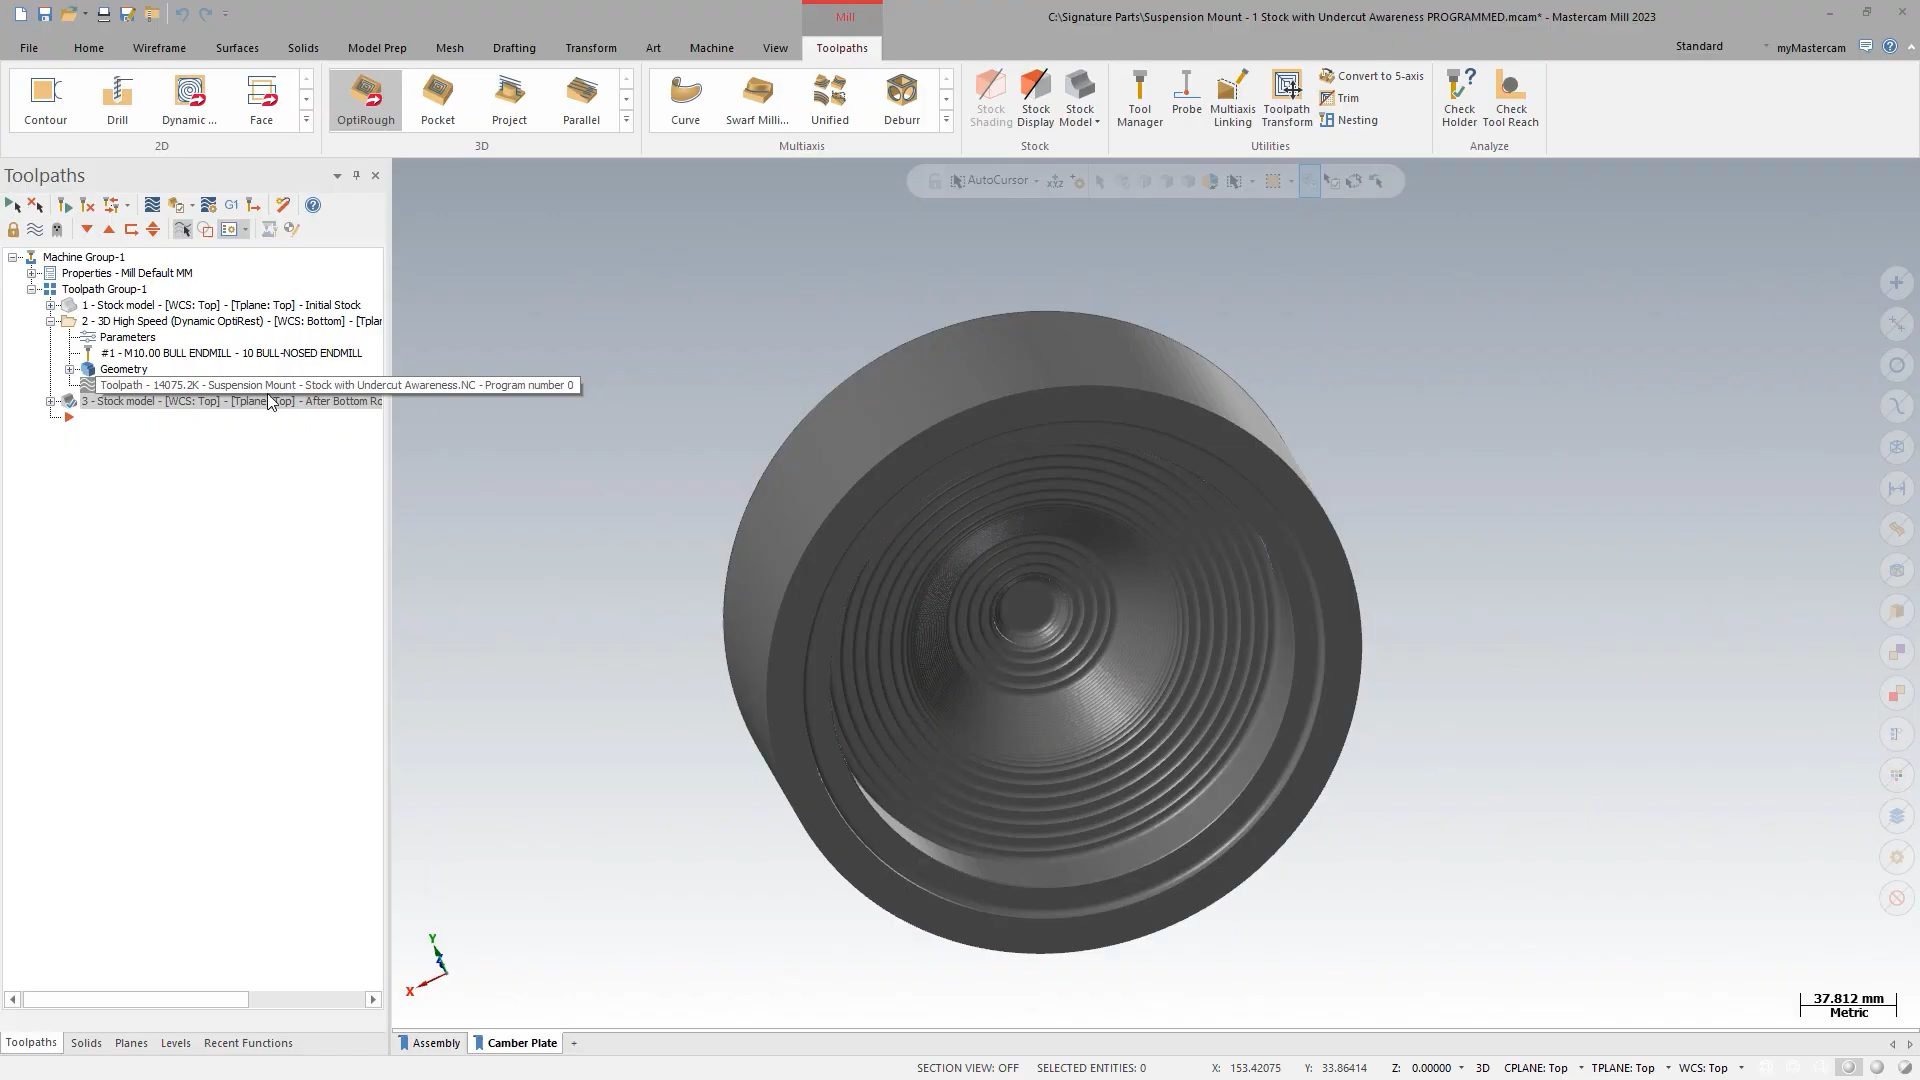 Mill
C:\Signature Parts\Suspension Mount - 1 Stock with Undercut Awareness PROGRAMMED.mcam* - Mastercam Mill 2023
File Home Wireframe Surfaces Solids Model Prep Mesh Drafting Transform Art Machine View Toolpaths
Standard myMastercam
Contour Drill Dynamic ... Face
2D
OptiRough Pocket Project Parallel
3D
Curve Swarf Milli... Unified Deburr
Multiaxis
Stock Shading Stock Display Stock Model
Stock
Tool Manager Probe Multiaxis Linking Toolpath Transform
Convert to 5-axis
Trim
Nesting
Utilities
Check Holder Check Tool Reach
Analyze
Toolpaths
AutoCursor
G1
Machine Group-1
Properties - Mill Default MM
Toolpath Group-1
1 - Stock model - [WCS: Top] - [Tplane: Top] - Initial Stock
2 - 3D High Speed (Dynamic OptiRest) - [WCS: Bottom] - [Tplan
Parameters
#1 - M10.00 BULL ENDMILL - 10 BULL-NOSED ENDMILL
Geometry
Toolpath - 14075.2K - Suspension Mount - Stock with Undercut Awareness.NC - Program number 0
3 - Stock model - [WCS: Top] - [Tplane: Top] - After Bottom Ro
Y
Z
X
37.812 mm
Metric
Toolpaths Solids Planes Levels Recent Functions
Assembly Camber Plate +
SECTION VIEW: OFF SELECTED ENTITIES: 0 X: 153.42075 Y: 33.86414 Z: 0.00000 3D CPLANE: Top TPLANE: Top WCS: Top